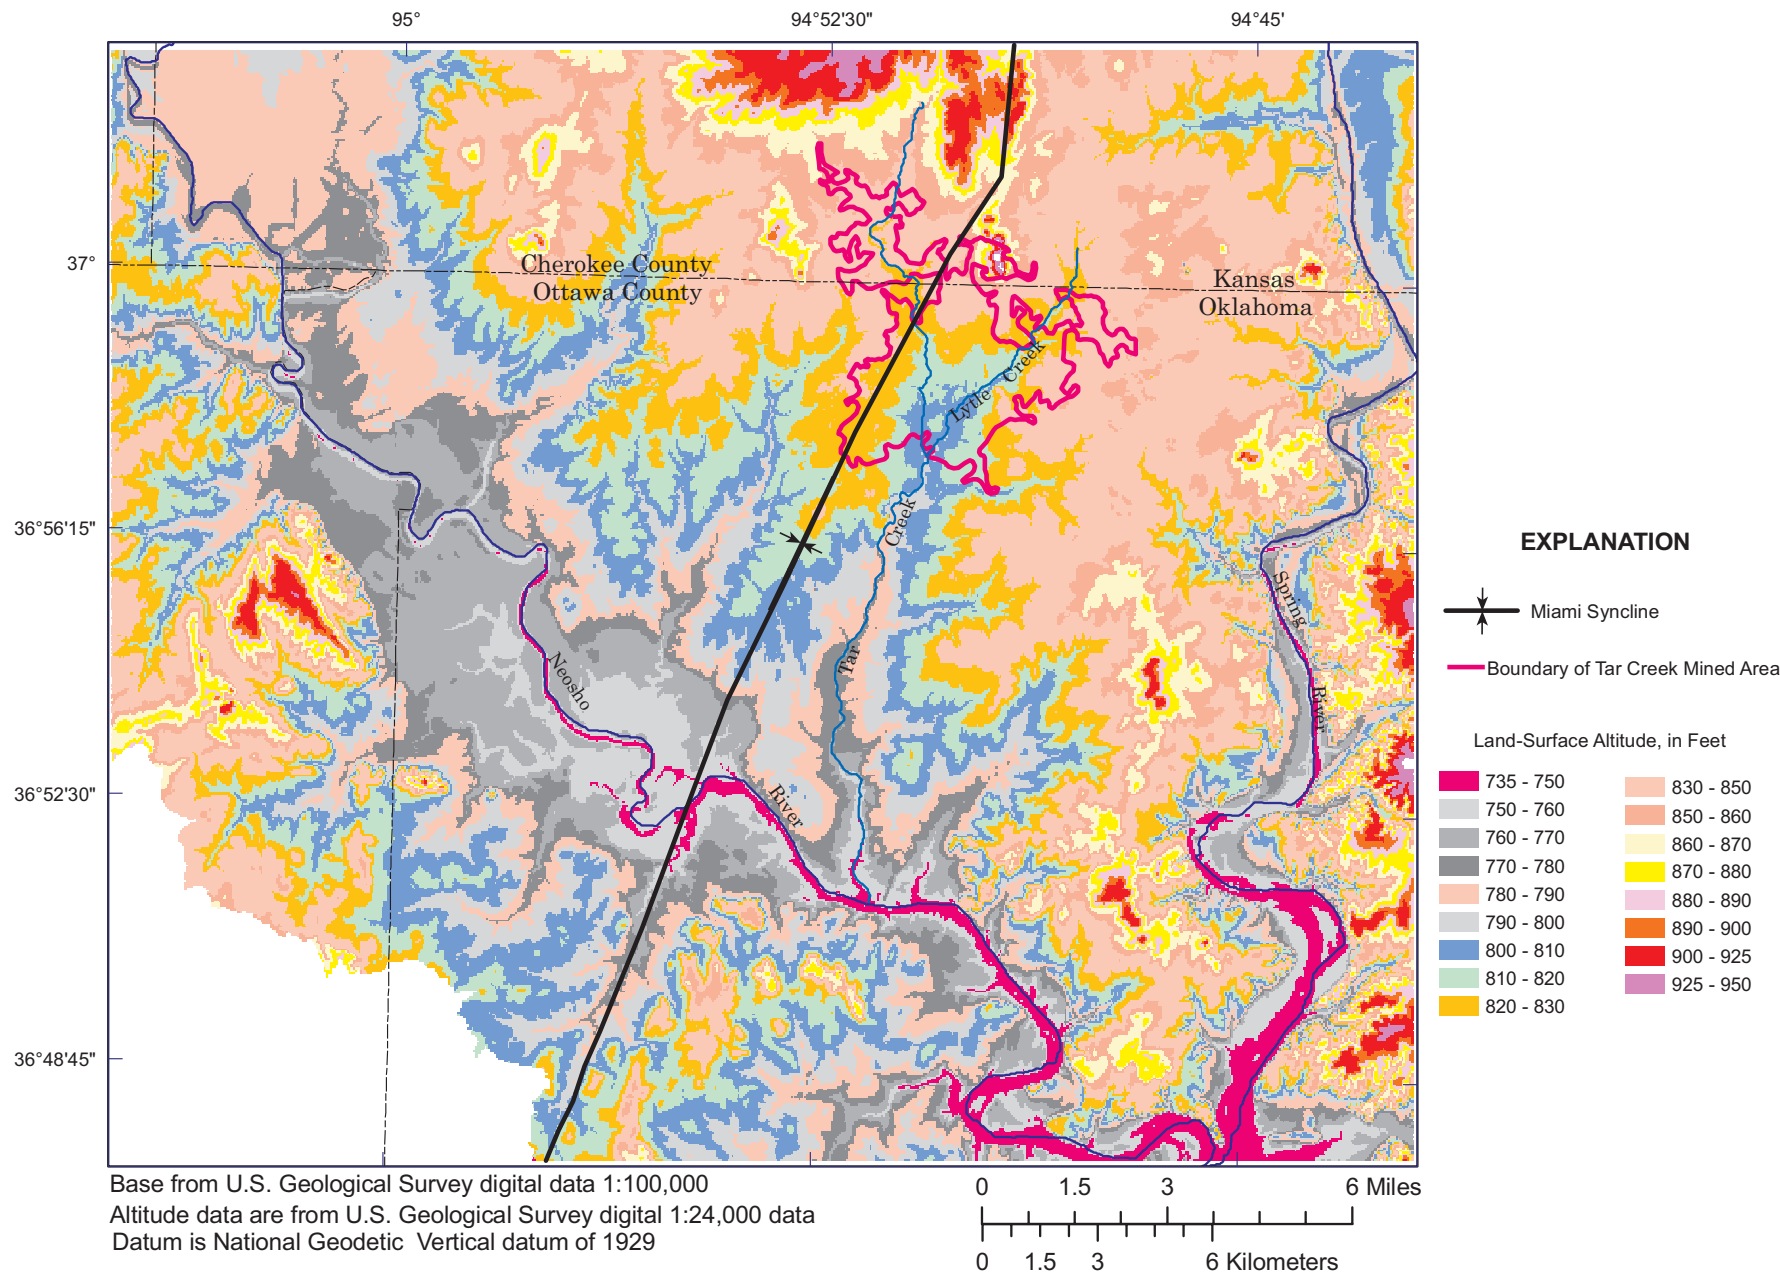 95°
94°52'30"
94°45'
37°
Cherokee County
Ottawa County
Kansas
Oklahoma
Lytle Creek
36°56'15"
Creek
Tar
Spring
River
Neosho
River
36°52'30"
36°48'45"
EXPLANATION
Miami Syncline
Boundary of Tar Creek Mined Area
Land-Surface Altitude, in Feet
735 - 750
750 - 760
760 - 770
770 - 780
780 - 790
790 - 800
800 - 810
810 - 820
820 - 830
830 - 850
850 - 860
860 - 870
870 - 880
880 - 890
890 - 900
900 - 925
925 - 950
Base from U.S. Geological Survey digital data 1:100,000
Altitude data are from U.S. Geological Survey digital 1:24,000 data
Datum is National Geodetic Vertical datum of 1929
0 1.5 3 6 Miles
0 1.5 3 6 Kilometers